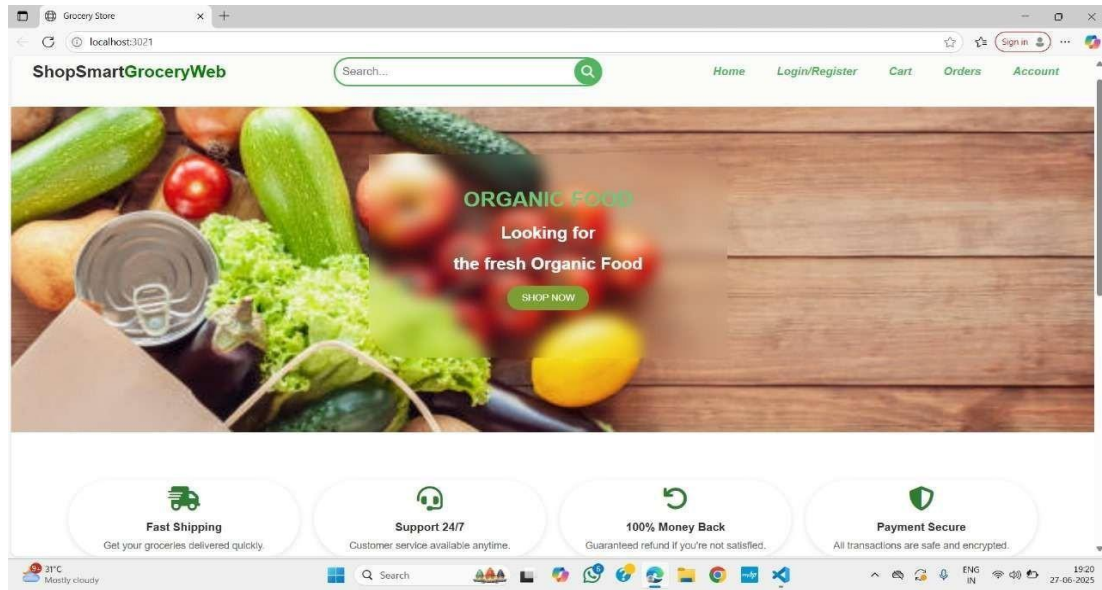 Grocery Store
localhost:3021
Sign in
ShopSmartGroceryWeb
Search...
Home Login/Register Cart Orders Account
ORGANIC FOOD
Looking for
the fresh Organic Food
SHOP NOW
Fast Shipping Support 24/7 100% Money Back Payment Secure
Get your groceries delivered quickly. Customer service available anytime. Guaranteed refund if you're not satisfied. All transactions are safe and encrypted.
31°C
Mostly cloudy
Search
ENG
IN
19:20
27-06-2025